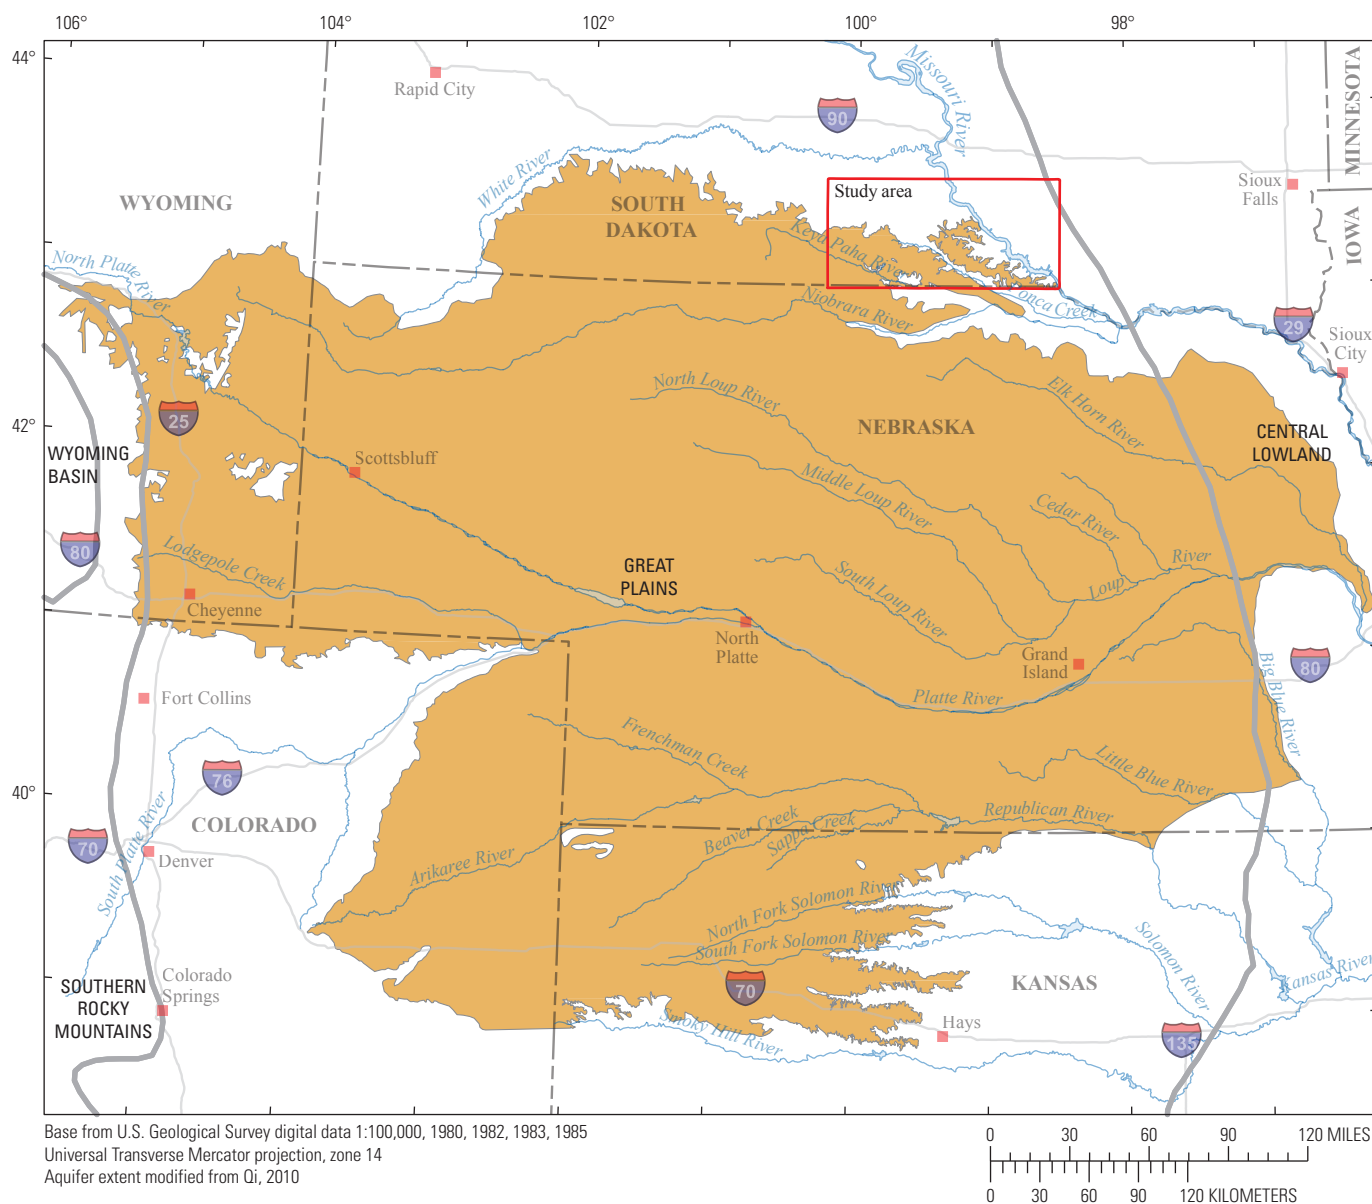 106°
104°
102°
100°
98°
44°
42°
40°
Rapid City
90
Missouri River
MINNESOTA
IOWA
Sioux
Falls
White River
Study area
WYOMING
SOUTH
DAKOTA
Keya Paha River
North Platte
River
Niobrara River
Ponca Creek
29
Sioux
City
25
North Loup River
Elk Horn River
NEBRASKA
CENTRAL
LOWLAND
WYOMING
BASIN
Scottsbluff
Middle Loup River
Cedar River
80
Lodgepole Creek
Cheyenne
GREAT
PLAINS
South Loup River
Loup
River
North
Platte
Grand
Island
80
Big Blue River
Fort Collins
Platte River
Frenchman Creek
76
Little Blue River
COLORADO
Republican River
Beaver Creek
Sappa Creek
70
South Platte River
Denver
Arikaree River
North Fork Solomon River
South Fork Solomon River
Solomon River
Kansas River
SOUTHERN
ROCKY
MOUNTAINS
Colorado
Springs
70
KANSAS
Smoky Hill River
Hays
135
Base from U.S. Geological Survey digital data 1:100,000, 1980, 1982, 1983, 1985
Universal Transverse Mercator projection, zone 14
Aquifer extent modified from Qi, 2010
0 30 60 90 120 MILES
0 30 60 90 120 KILOMETERS